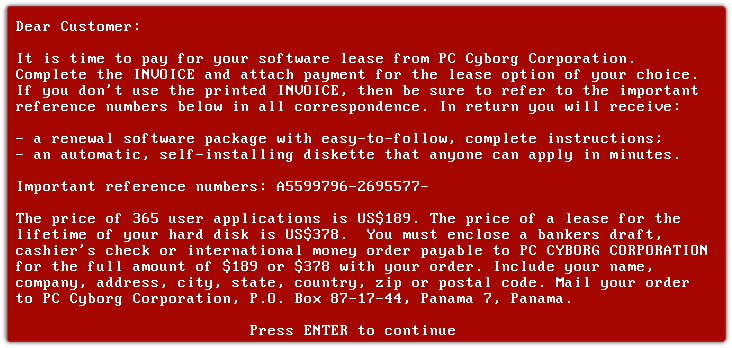 Dear Customer:
It is time to pay for your software lease from PC Cyborg Corporation.
Complete the INVOICE and attach payment for the lease option of your choice.
If you don't use the printed INVOICE, then be sure to refer to the important
reference numbers below in all correspondence. In return you will receive:
- a renewal software package with easy-to-follow, complete instructions;
- an automatic, self-installing diskette that anyone can apply in minutes.
Important reference numbers: A5599796-2695577-
The price of 365 user applications is US$189. The price of a lease for the
lifetime of your hard disk is US$378.  You must enclose a bankers draft,
cashier's check or international money order payable to PC CYBORG CORPORATION
for the full amount of $189 or $378 with your order. Include your name,
company, address, city, state, country, zip or postal code. Mail your order
to PC Cyborg Corporation, P.O. Box 87-17-44, Panama 7, Panama.
Press ENTER to continue